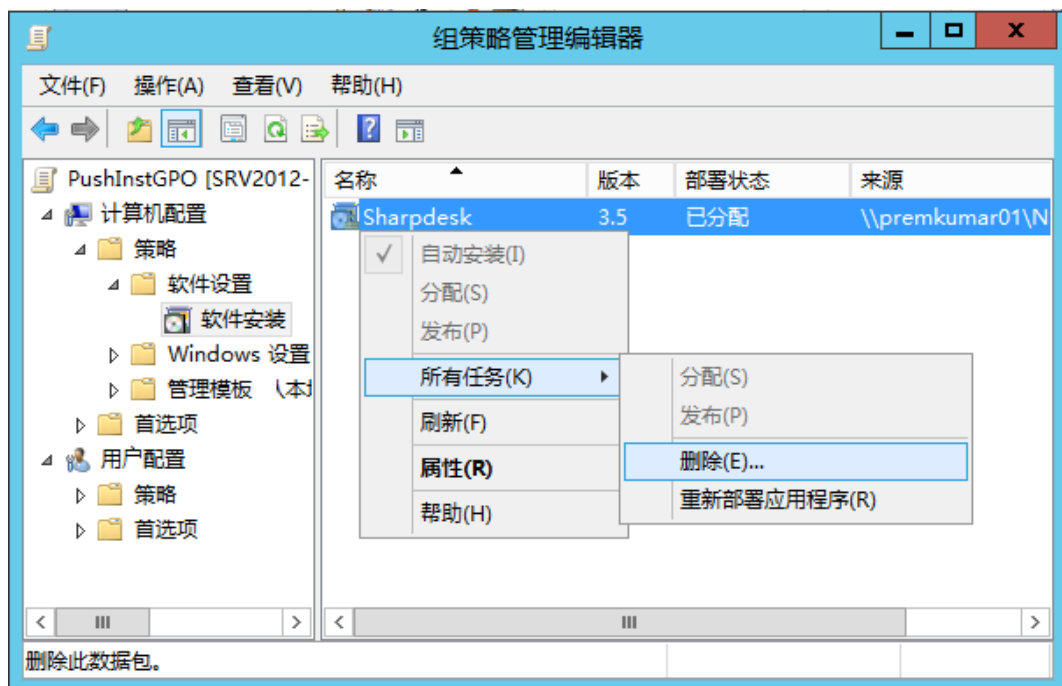 组策略管理编辑器
文件(F) 操作(A) 查看(V) 帮助(H)
PushInstGPO [SRV2012-
计算机配置
策略
软件设置
软件安装
Windows 设置
管理模板
首选项
用户配置
策略
首选项
名称 版本 部署状态 来源
Sharpdesk 3.5 已分配 \\premkumar01\N
自动安装(I)
分配(S)
发布(P)
所有任务(K)
刷新(F)
属性(R)
帮助(H)
分配(S)
发布(P)
删除(E)...
重新部署应用程序(R)
删除此数据包。